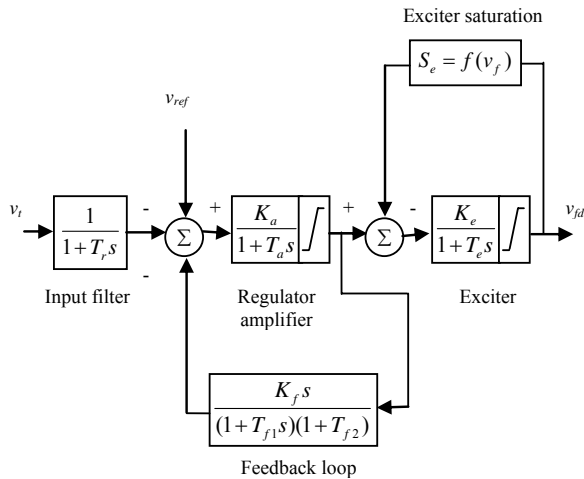 Exciter saturation
S_e = f(v_f)
v_ref
v_t
-
+
+
-
v_fd
1
1 + T_r s
Σ
K_a
1 + T_a s
Σ
K_e
1 + T_e s
-
Input filter
Regulator
amplifier
Exciter
K_f s
(1 + T_f1 s)(1 + T_f2)
Feedback loop